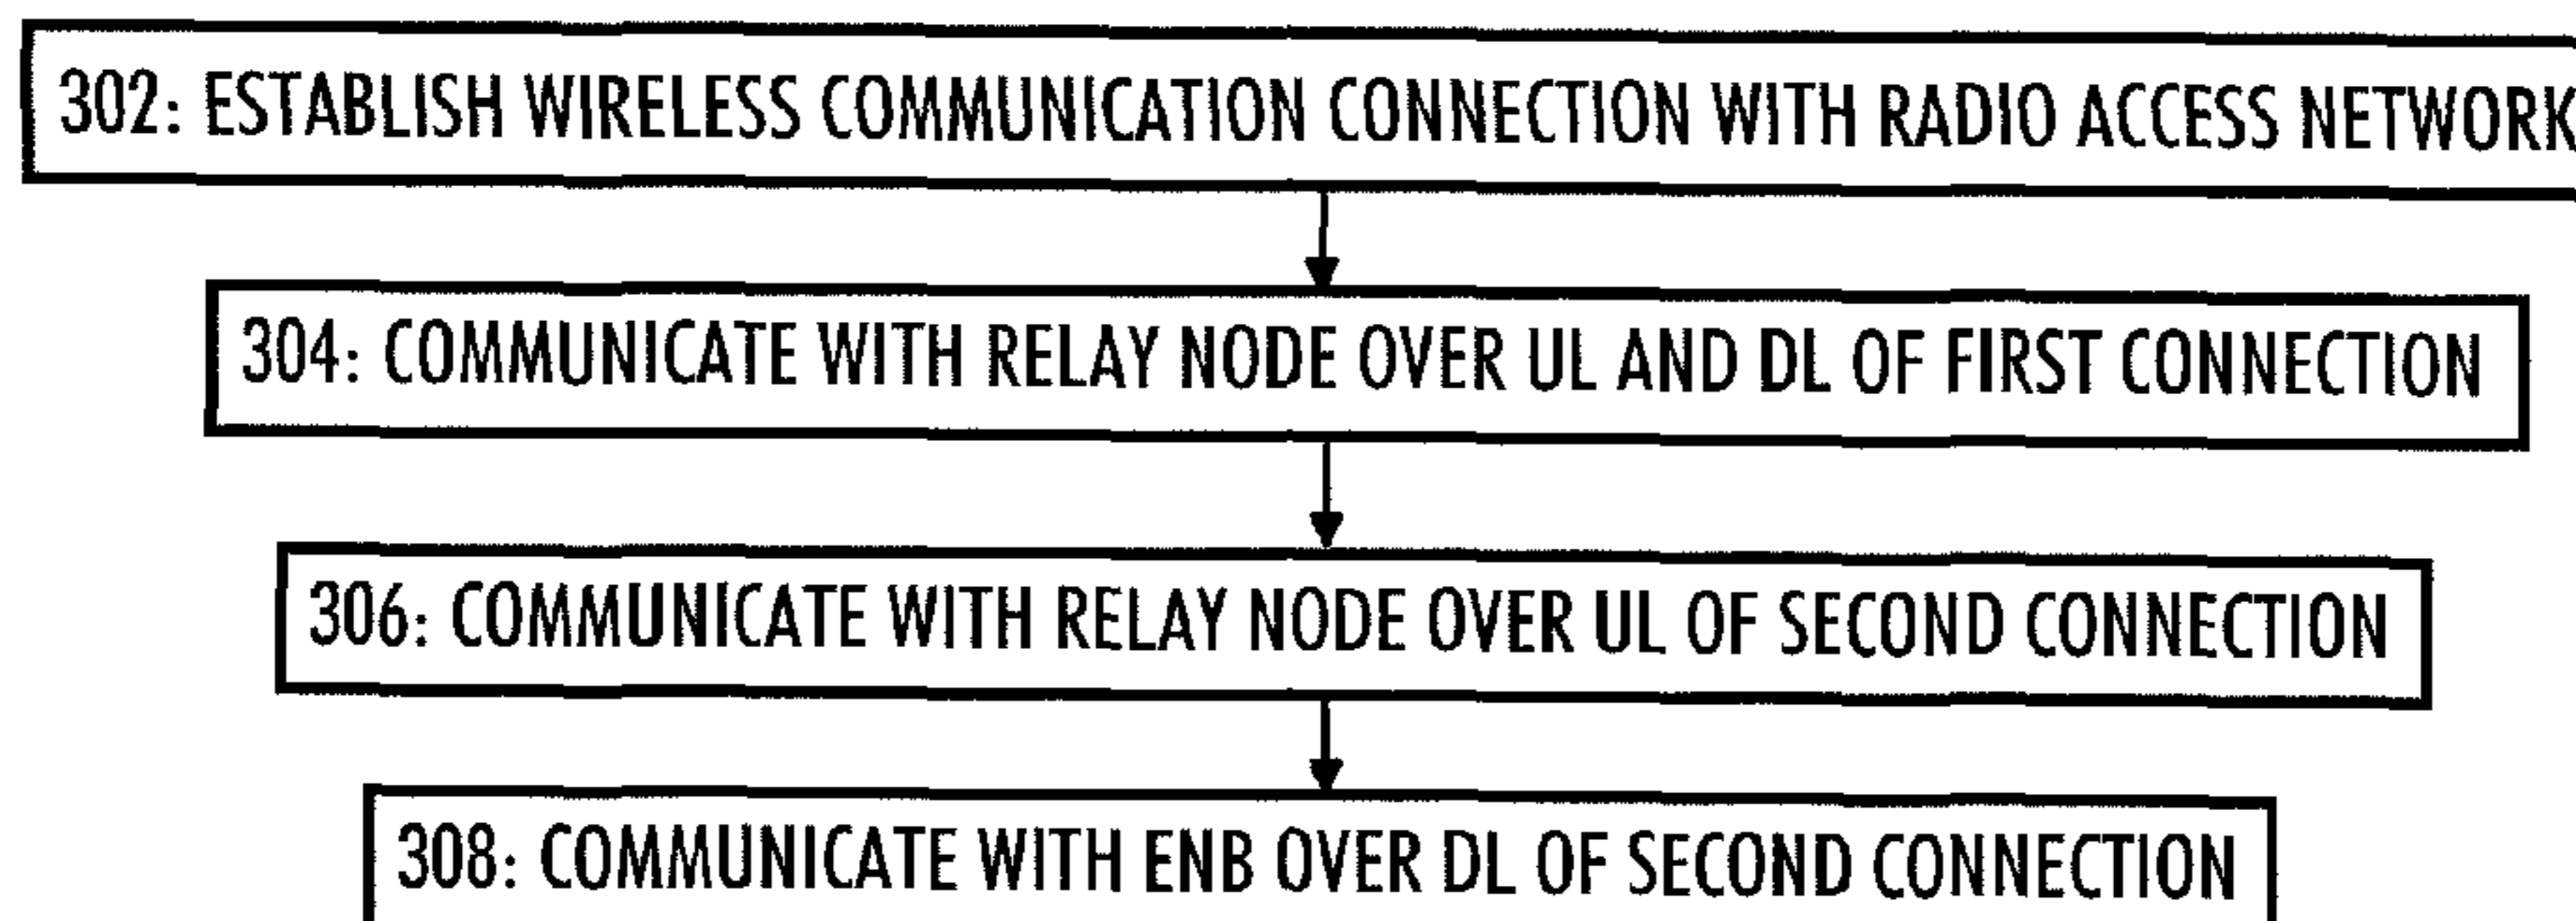 302: ESTABLISH WIRELESS COMMUNICATION CONNECTION WITH RADIO ACCESS NETWORK
304: COMMUNICATE WITH RELAY NODE OVER UL AND DL OF FIRST CONNECTION
306: COMMUNICATE WITH RELAY NODE OVER UL OF SECOND CONNECTION
308: COMMUNICATE WITH ENB OVER DL OF SECOND CONNECTION